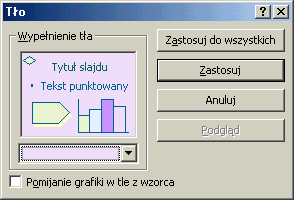 Tło
Wypełnienie tła
Tytuł slajdu
• Tekst punktowany
Pomijanie grafiki w tle z wzorca
Zastosuj do wszystkich
Zastosuj
Anuluj
Podgląd